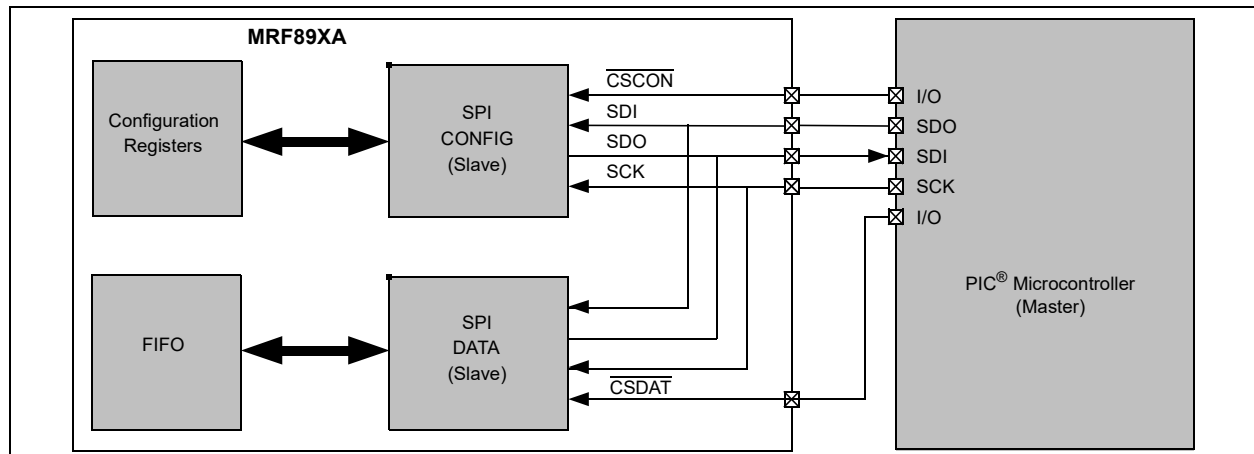 MRF89XA
Configuration
Registers
SPI
CONFIG
(Slave)
CSCON
SDI
SDO
SCK
I/O
SDO
SDI
SCK
I/O
PIC® Microcontroller
(Master)
FIFO
SPI
DATA
(Slave)
CSDAT